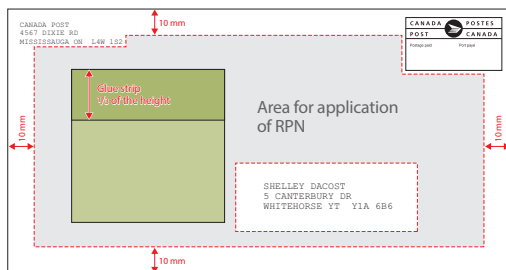 10 mm
CANADA POST
4567 DIXIE RD
MISSISSAUGA ON  L4W 1S2
CANADA POSTES
POST CANADA
Postage paid Port payé
Glue strip
1/3 of the height
Area for application
of RPN
10 mm
10 mm
SHELLEY DACOST
5 CANTERBURY DR
WHITEHORSE YT  Y1A 6B6
10 mm